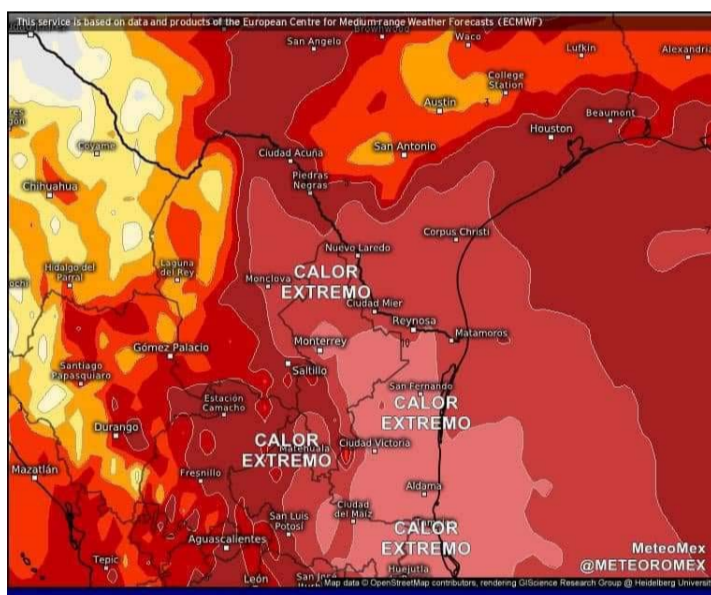 This service is based on data and products of the European Centre for Medium-range Weather Forecasts (ECMWF)
San Angelo
Brownwood
Waco
Lufkin
Alexandria
College
Station
Austin
Beaumont
Houston
San Antonio
Coyame
Ciudad Acuña
Piedras
Negras
Chihuahua
Corpus Christi
Nuevo Laredo
Hidalgo del
Parral
Laguna
del Rey
Monclova
CALOR
EXTREMO
Ciudad Mier
Reynosa
Matamoros
Monterrey
Gómez Palacio
Saltillo
Santiago
Papasquiaro
San Fernando
Estación
Camacho
CALOR
EXTREMO
Durango
CALOR
EXTREMO
Matehuala
Ciudad Victoria
Mazatlán
Fresnillo
Aldama
Ciudad
del Maíz
San Luis
Potosí
CALOR
EXTREMO
Aguascalientes
MeteoMex
@METEOROMEX
Tepic
Huejutla
León
San José
Map data © OpenStreetMap contributors, rendering GIScience Research Group @ Heidelberg Universit